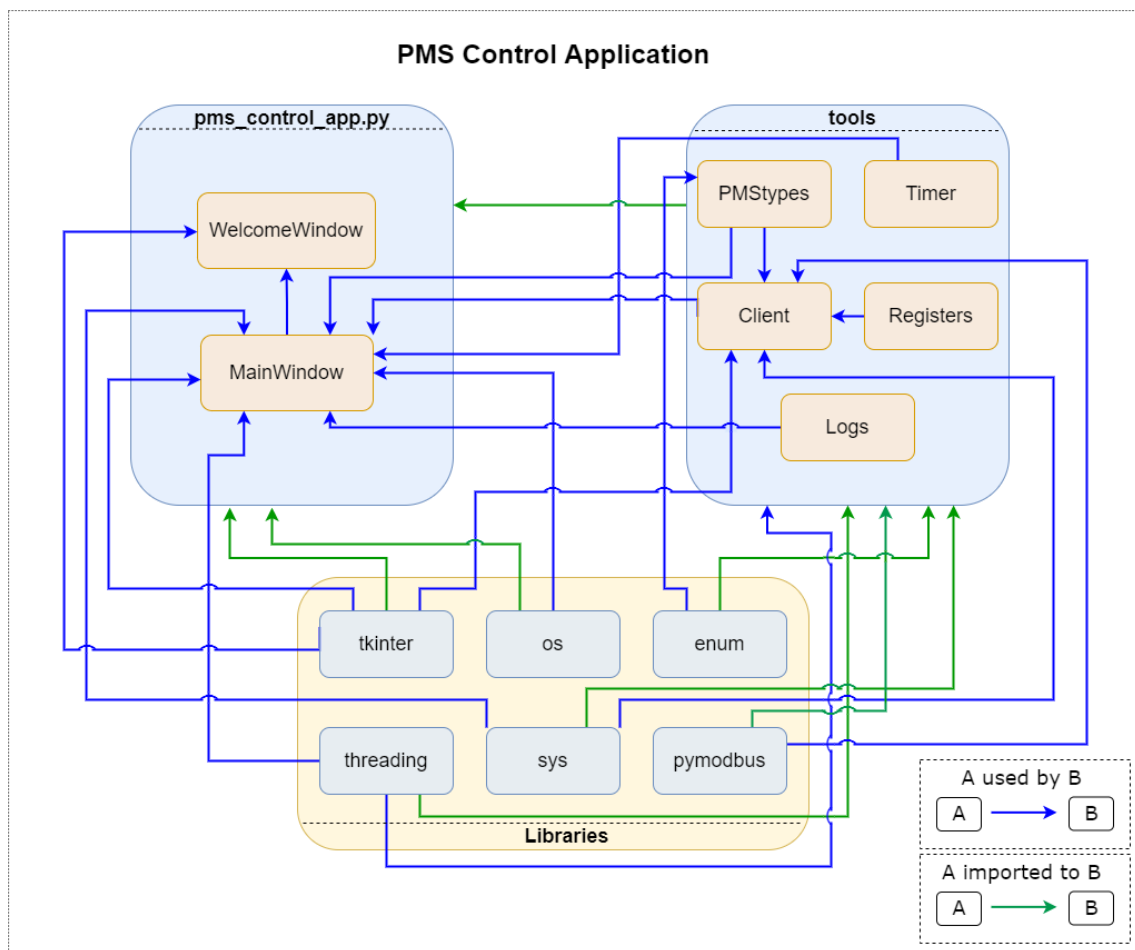 PMS Control Application
pms_control_app.py
WelcomeWindow
MainWindow
tools
PMStypes
Timer
Client
Registers
Logs
tkinter
os
enum
threading
sys
pymodbus
Libraries
A used by B
A
B
A imported to B
A
B